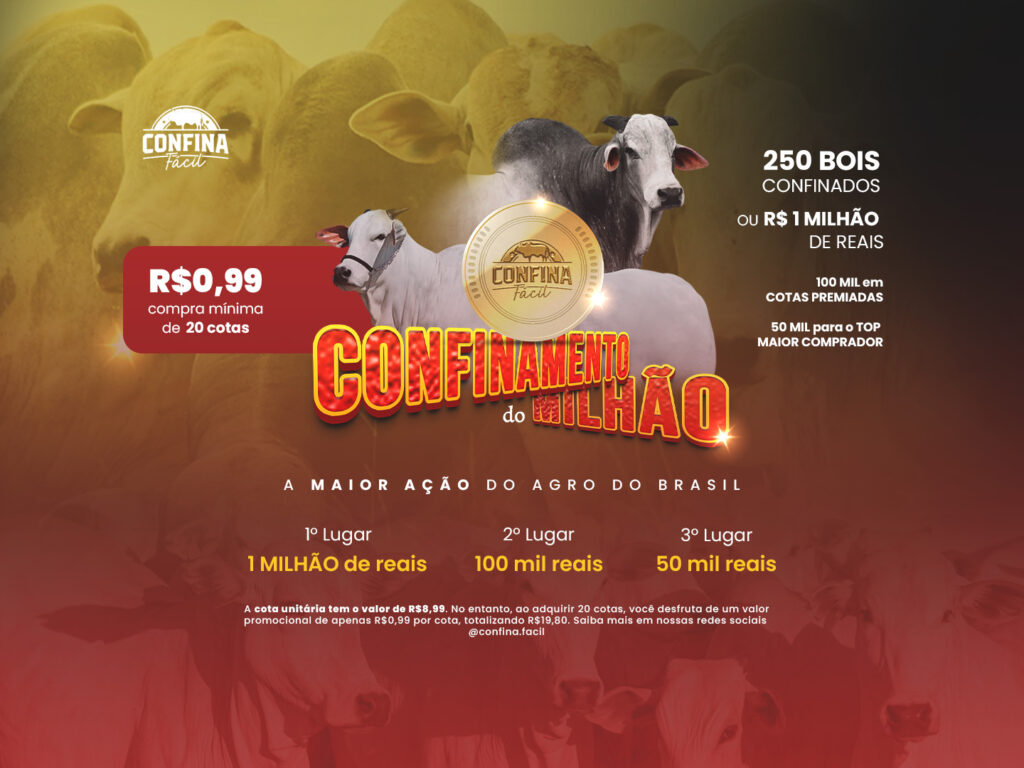 CONFINA
Fácil
250 BOIS
CONFINADOS
OU R$ 1 MILHÃO
DE REAIS
100 MIL em
COTAS PREMIADAS
50 MIL para o TOP
MAIOR COMPRADOR
R$0,99
compra mínima
de 20 cotas
CONFINA
Fácil
CONFINAMENTO
do MILHÃO
A MAIOR AÇÃO DO AGRO DO BRASIL
1º Lugar
1 MILHÃO de reais
2º Lugar
100 mil reais
3º Lugar
50 mil reais
A cota unitária tem o valor de R$8,99. No entanto, ao adquirir 20 cotas, você desfruta de um valor
promocional de apenas R$0,99 por cota, totalizando R$19,80. Saiba mais em nossas redes sociais
@confina.facil